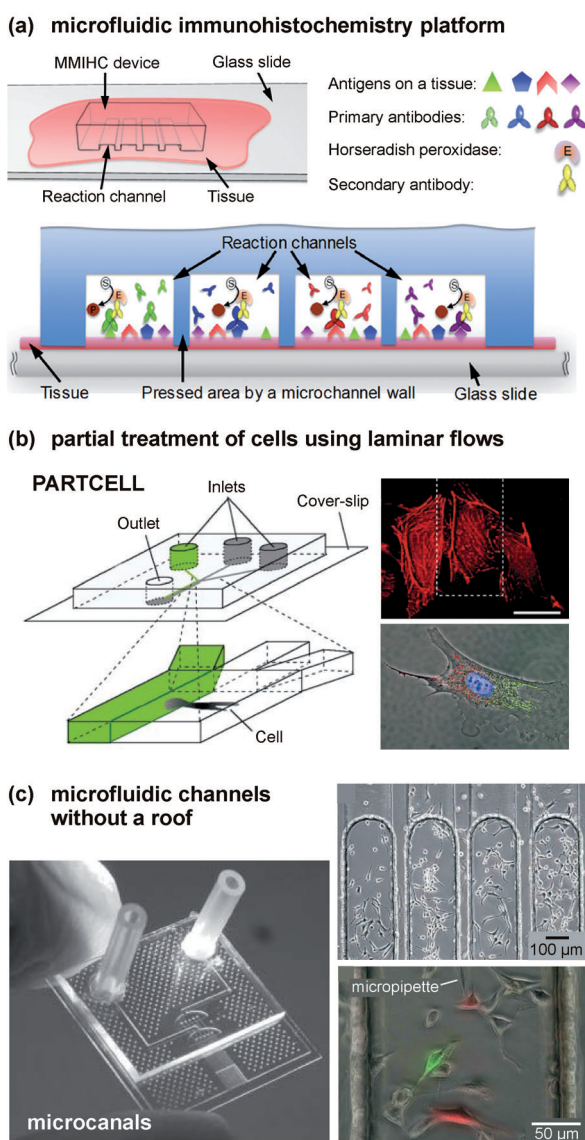 (a) microfluidic immunohistochemistry platform
MMIHC device
Glass slide
Reaction channel
Tissue
Antigens on a tissue:
Primary antibodies:
Horseradish peroxidase:
E
Secondary antibody:
Reaction channels
S
E
P
S
E
S
E
S
E
Tissue
Pressed area by a microchannel wall
Glass slide
(b) partial treatment of cells using laminar flows
PARTCELL
Inlets
Cover-slip
Outlet
Cell
(c) microfluidic channels
without a roof
microcanals
100 µm
micropipette
50 µm